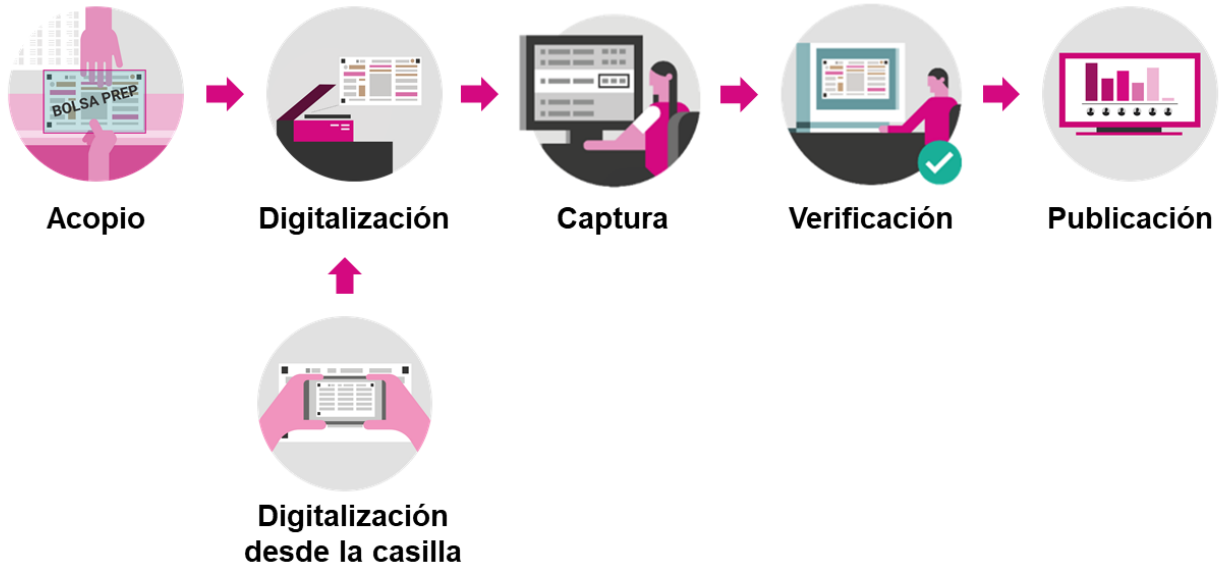 BOLSA PREP
Acopio
Digitalización
Captura
Verificación
Publicación
Digitalización
desde la casilla